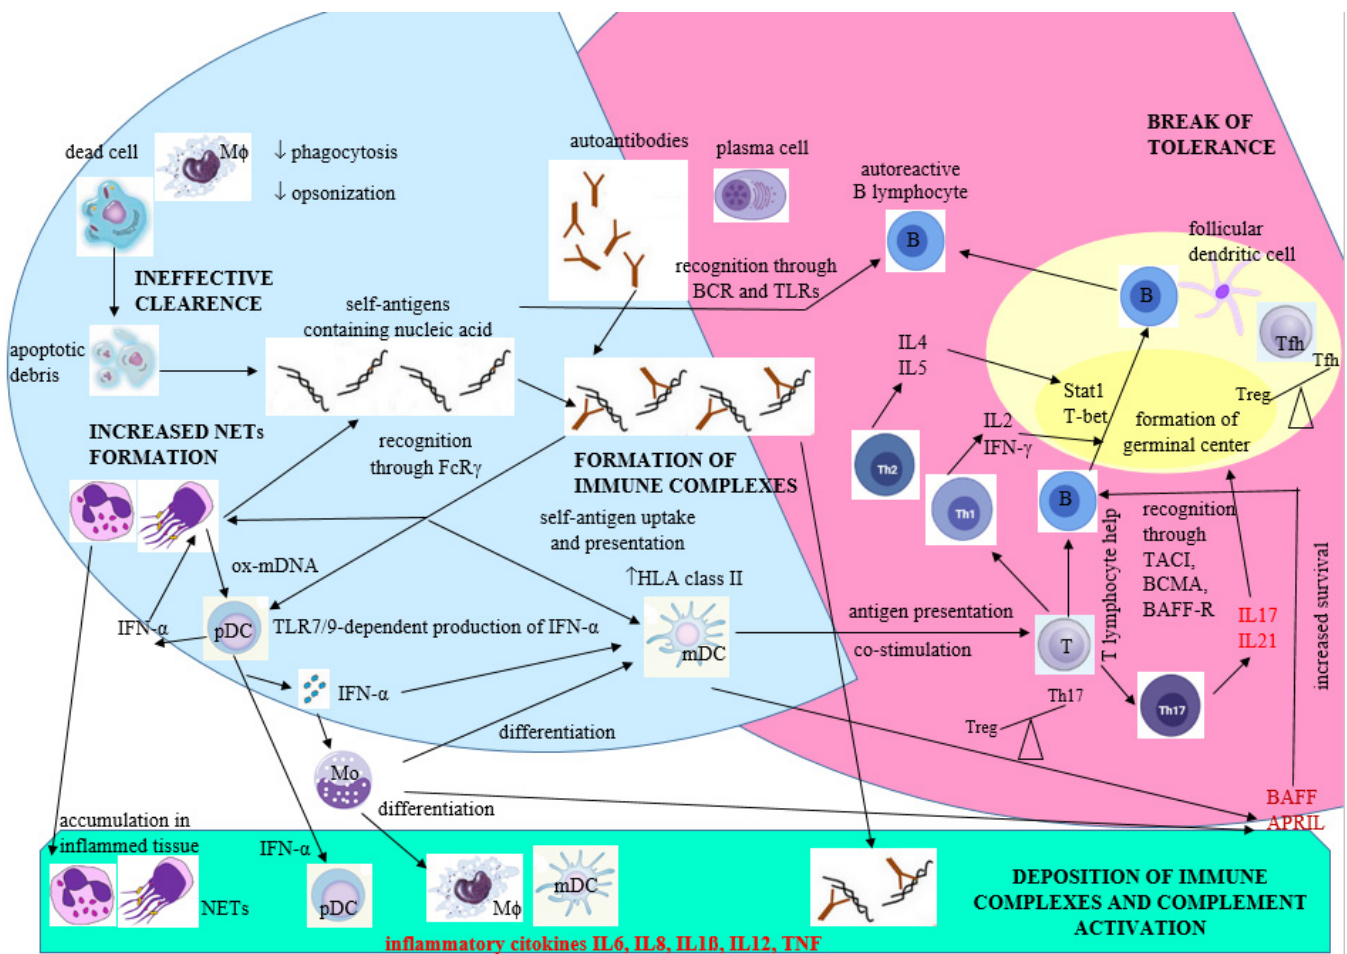 BREAK OF
TOLERANCE
dead cell
Mϕ
↓ phagocytosis
↓ opsonization
autoantibodies
plasma cell
autoreactive
B lymphocyte
B
follicular
dendritic cell
INEFFECTIVE
CLEARENCE
self-antigens
containing nucleic acid
recognition through
BCR and TLRs
B
Tfh
Tfh
Treg
apoptotic
debris
IL4
IL5
Stat1
T-bet
formation of
germinal center
INCREASED NETs
FORMATION
recognition
through FcRγ
FORMATION OF
IMMUNE COMPLEXES
Th2
IL2
IFN-γ
Th1
B
self-antigen uptake
and presentation
↑HLA class II
ox-mDNA
T lymphocyte help
recognition
through
TACI,
BCMA,
BAFF-R
increased survival
IFN-α
pDC
TLR7/9-dependent production of IFN-α
mDC
antigen presentation
co-stimulation
T
IL17
IL21
IFN-α
Th17
Th17
Treg
differentiation
Mo
differentiation
BAFF
APRIL
accumulation in
inflammed tissue
IFN-α
NETs
pDC
Mϕ
mDC
DEPOSITION OF IMMUNE
COMPLEXES AND COMPLEMENT
ACTIVATION
inflammatory citokines IL6, IL8, IL1ß, IL12, TNF